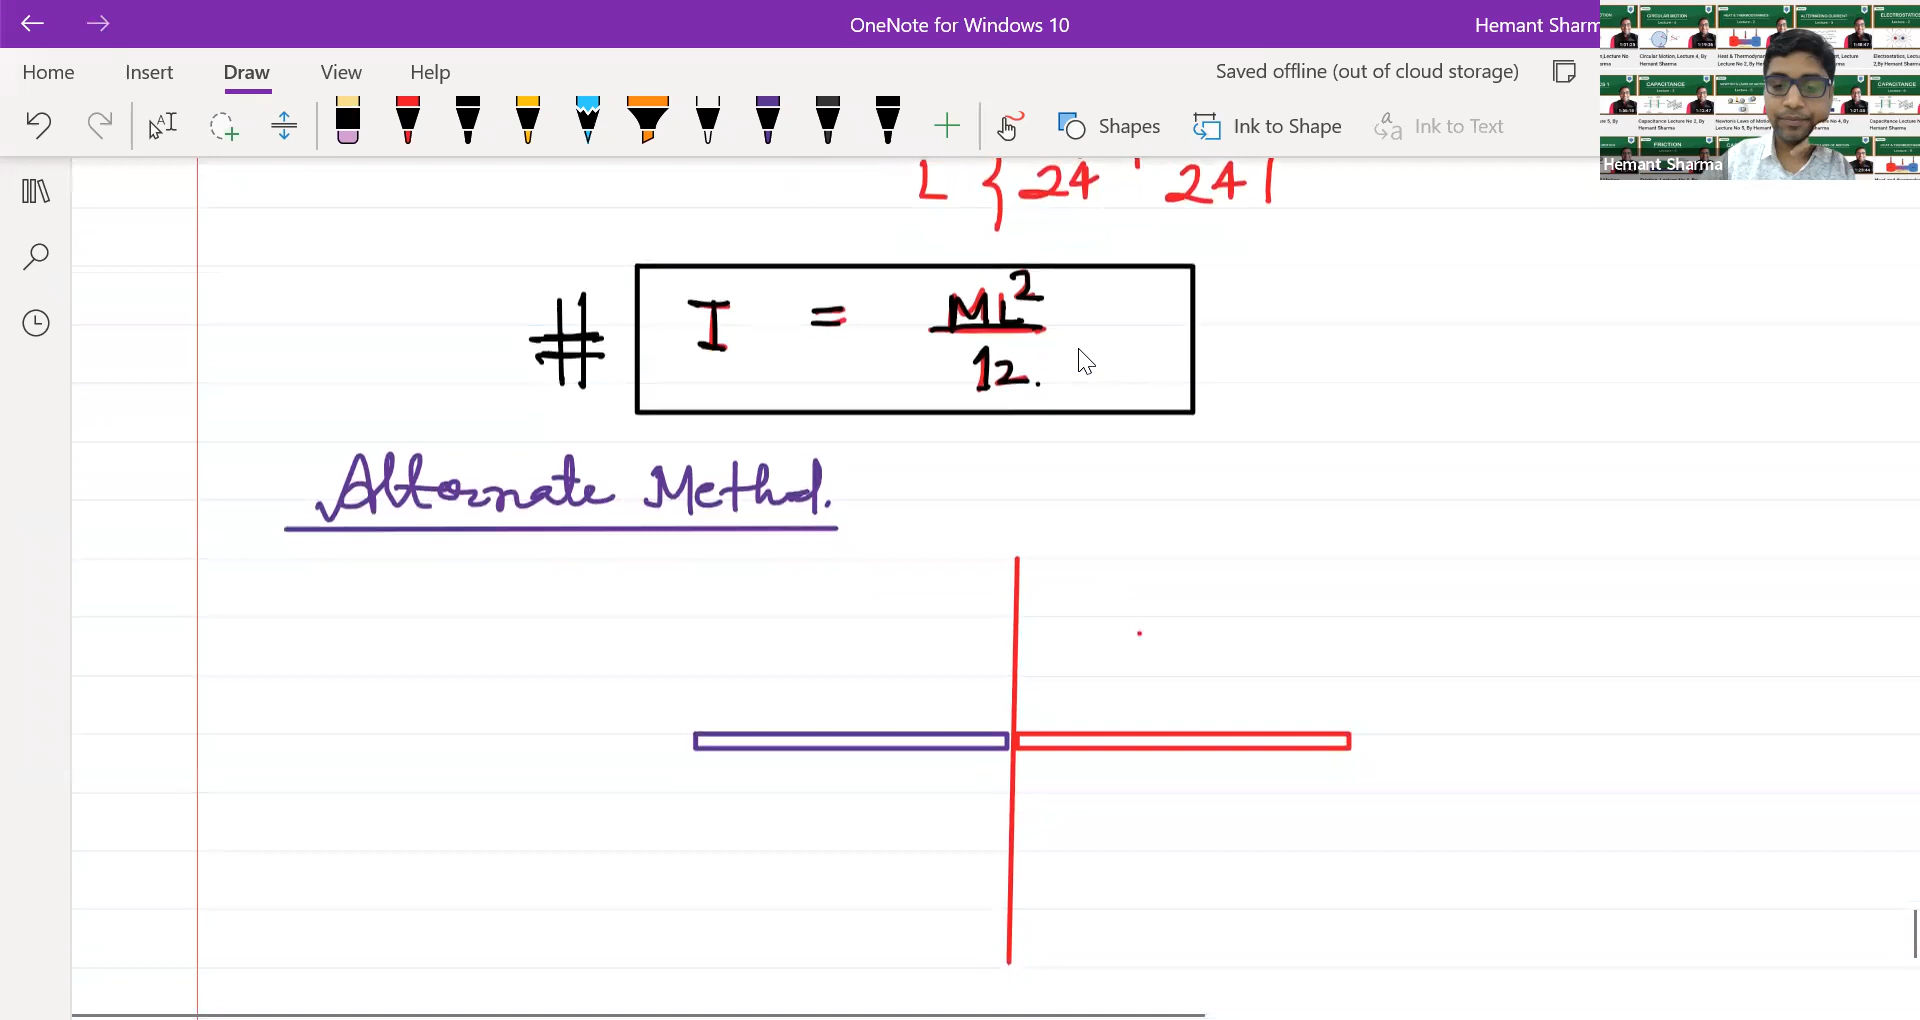 OneNote for Windows 10
Hemant Sharm
Home Insert Draw View Help
Saved offline (out of cloud storage)
Shapes Ink to Shape Ink to Text
Hemant Sharma
L { 24 24
# I = ML²
12.
Alternate Method.